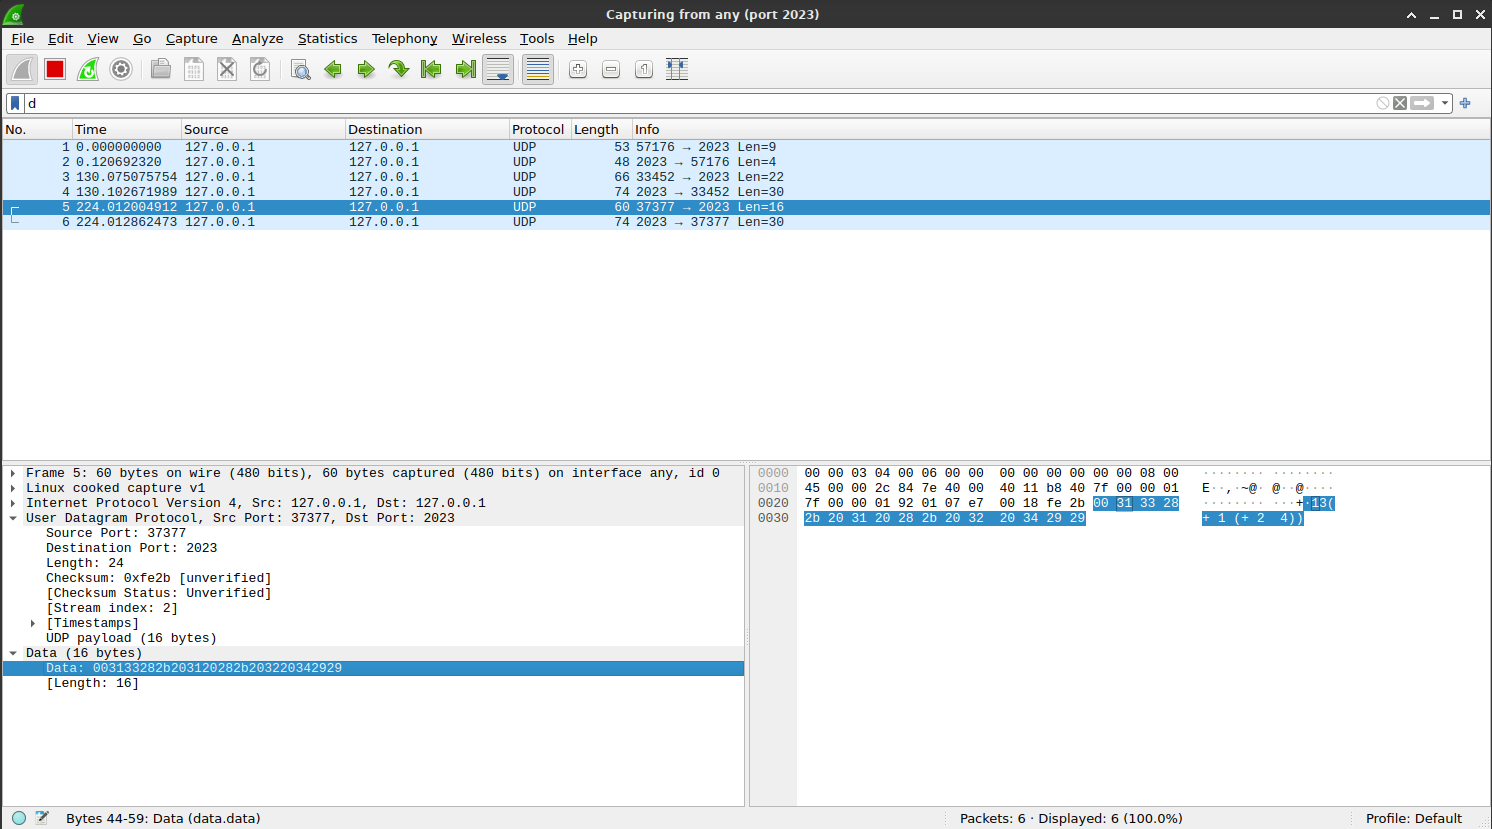 Capturing from any (port 2023)
File Edit View Go Capture Analyze Statistics Telephony Wireless Tools Help
d
No. Time Source Destination Protocol Length Info
1 0.000000000 127.0.0.1 127.0.0.1 UDP 53 57176 → 2023 Len=9
2 0.120692320 127.0.0.1 127.0.0.1 UDP 48 2023 → 57176 Len=4
3 130.075075754 127.0.0.1 127.0.0.1 UDP 66 33452 → 2023 Len=22
4 130.102671989 127.0.0.1 127.0.0.1 UDP 74 2023 → 33452 Len=30
5 224.012004912 127.0.0.1 127.0.0.1 UDP 60 37377 → 2023 Len=16
6 224.012862473 127.0.0.1 127.0.0.1 UDP 74 2023 → 37377 Len=30
Frame 5: 60 bytes on wire (480 bits), 60 bytes captured (480 bits) on interface any, id 0
Linux cooked capture v1
Internet Protocol Version 4, Src: 127.0.0.1, Dst: 127.0.0.1
User Datagram Protocol, Src Port: 37377, Dst Port: 2023
Source Port: 37377
Destination Port: 2023
Length: 24
Checksum: 0xfe2b [unverified]
[Checksum Status: Unverified]
[Stream index: 2]
[Timestamps]
UDP payload (16 bytes)
Data (16 bytes)
Data: 003133282b203120282b203220342929
[Length: 16]
0000 00 00 03 04 00 06 00 00 00 00 00 00 00 00 08 00 ········ ········
0010 45 00 00 2c 84 7e 40 00 40 11 b8 40 7f 00 00 01 E··,·~@· @··@····
0020 7f 00 00 01 92 01 07 e7 00 18 fe 2b 00 31 33 28 ········ ···+·13(
0030 2b 20 31 20 28 2b 20 32 20 34 29 29 + 1 (+ 2  4))
Bytes 44-59: Data (data.data)
Packets: 6 · Displayed: 6 (100.0%)
Profile: Default